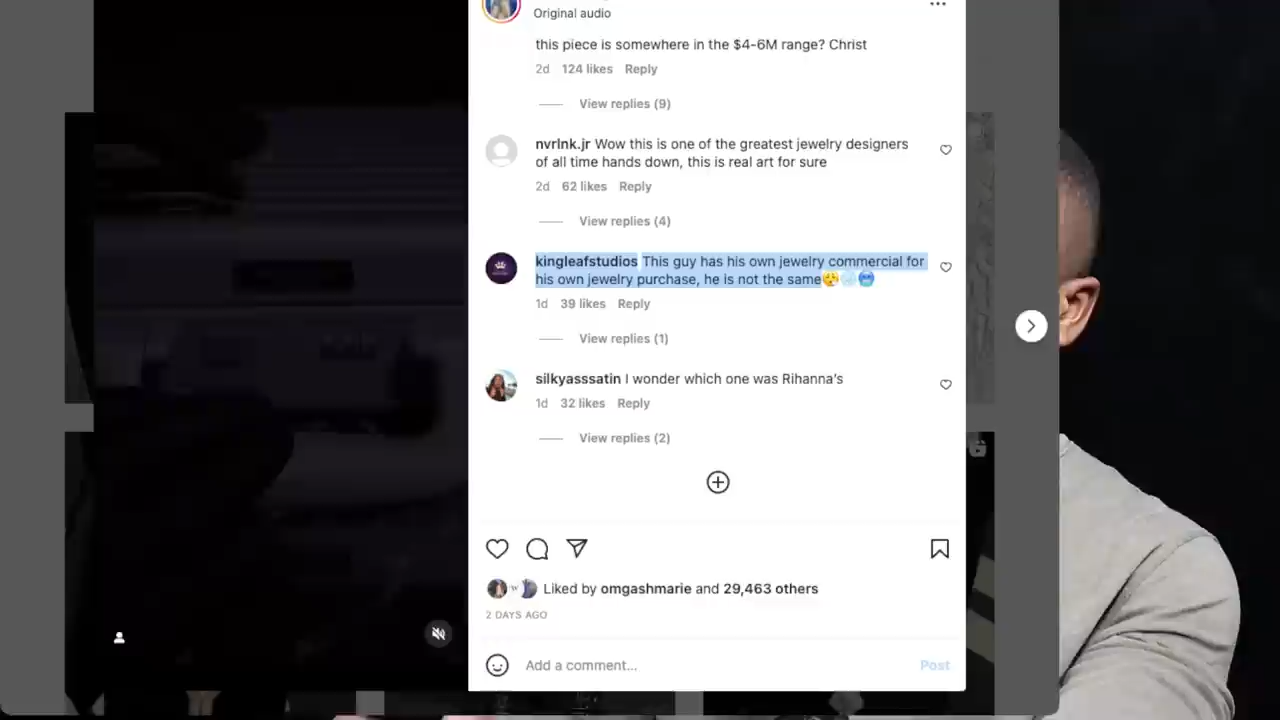 Original audio
this piece is somewhere in the $4-6M range? Christ
2d 124 likes Reply
View replies (9)
nvrlnk.jr Wow this is one of the greatest jewelry designers
of all time hands down, this is real art for sure
2d 62 likes Reply
View replies (4)
kingleafstudios This guy has his own jewelry commercial for
his own jewelry purchase, he is not the same🥴💨🥶
1d 39 likes Reply
View replies (1)
silkyasssatin I wonder which one was Rihanna's
1d 32 likes Reply
View replies (2)
Liked by omgashmarie and 29,463 others
2 DAYS AGO
Add a comment... Post